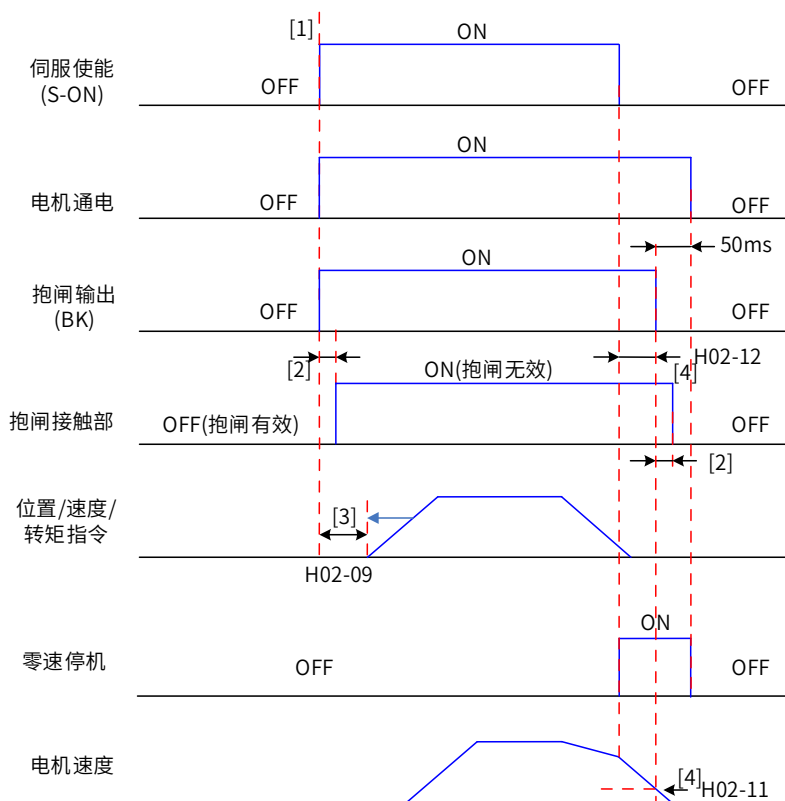 [1]
ON
伺服使能
(S-ON)
OFF
OFF
ON
电机通电
OFF
OFF
50ms
ON
抱闸输出
(BK)
OFF
OFF
[2]
H02-12
[4]
ON(抱闸无效)
抱闸接触部
OFF(抱闸有效)
OFF
[2]
位置/速度/
转矩指令
[3]
H02-09
ON
零速停机
OFF
OFF
电机速度
[4]
H02-11